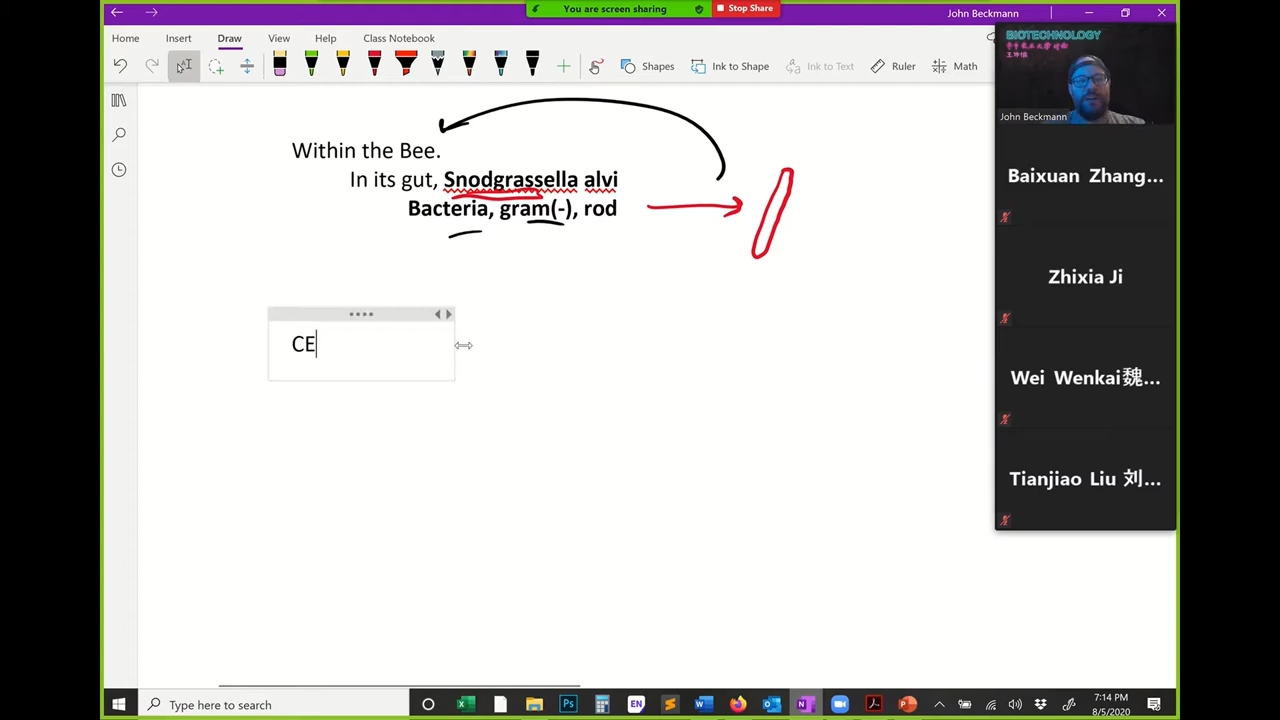 You are screen sharing
Stop Share
John Beckmann
Home
Insert
Draw
View
Help
Class Notebook
Shapes
Ink to Shape
Ink to Text
Ruler
Math
Within the Bee.
In its gut, Snodgrassella alvi
Bacteria, gram(-), rod
CE
BIOTECHNOLOGY
John Beckmann
Baixuan Zhang...
Zhixia Ji
Wei Wenkai魏...
Tianjiao Liu 刘...
Type here to search
EN
7:14 PM
8/5/2020